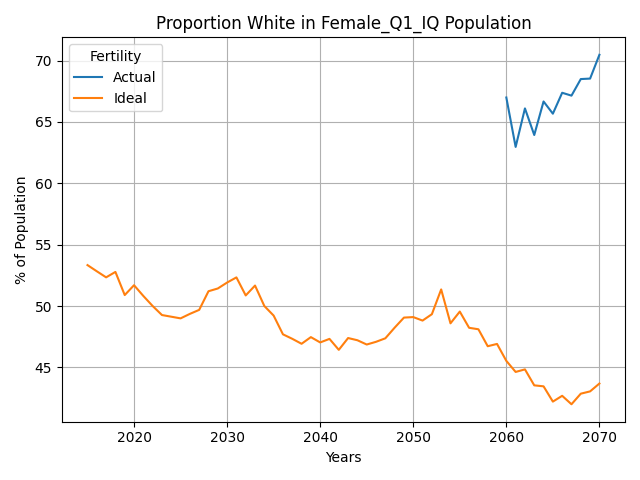 Proportion White in Female_Q1_IQ Population
Fertility
Actual
Ideal
% of Population
70
65
60
55
50
45
2020
2030
2040
2050
2060
2070
Years